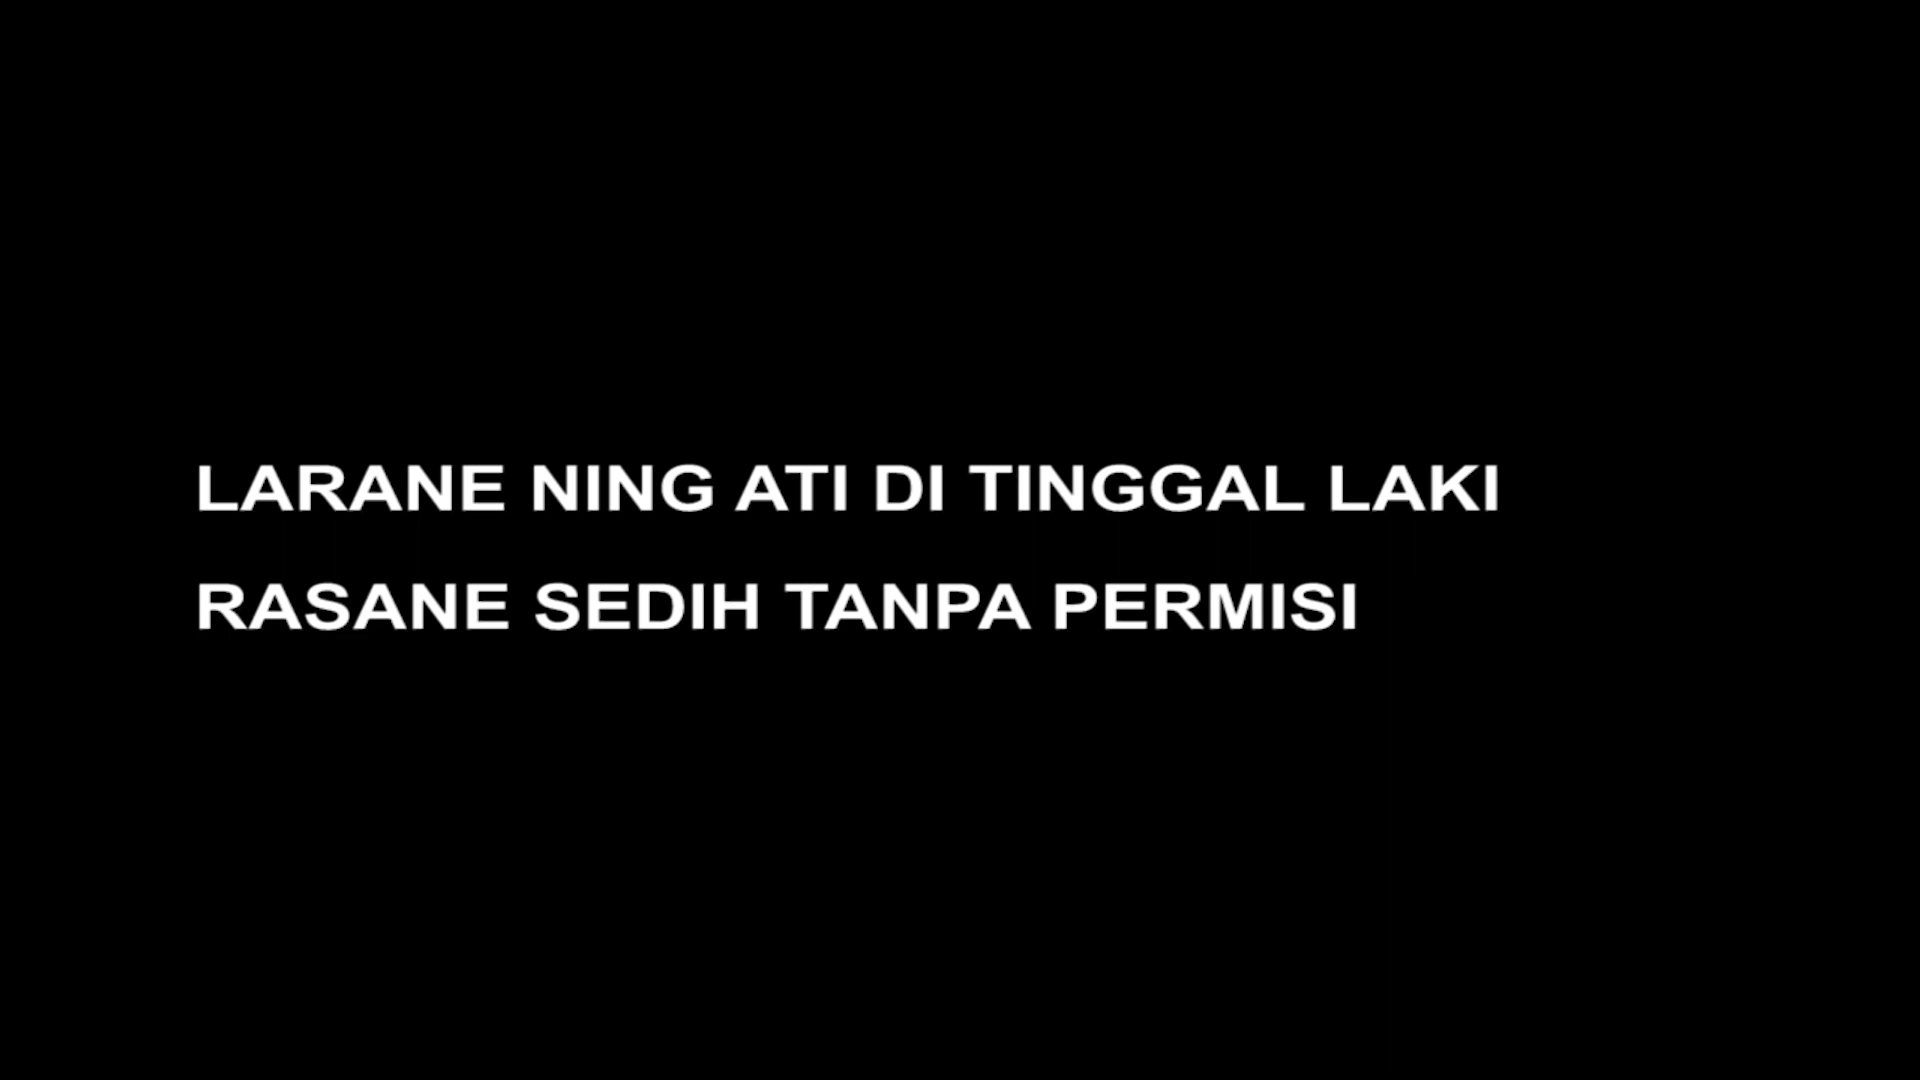 LARANE NING ATI DI TINGGAL LAKI
RASANE SEDIH TANPA PERMISI